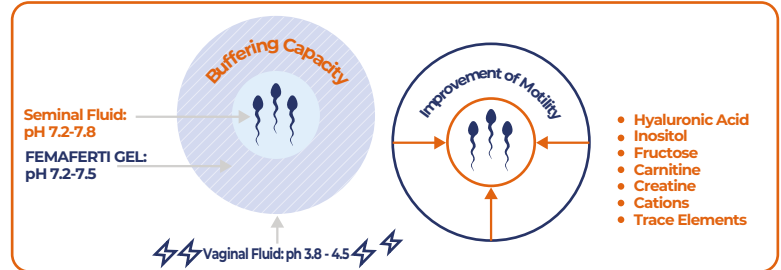 Buffering Capacity
Seminal Fluid:
pH 7.2-7.8
FEMAFERTI GEL:
pH 7.2-7.5
Vaginal Fluid: ph 3.8 - 4.5
Improvement of Motility
Hyaluronic Acid
Inositol
Fructose
Carnitine
Creatine
Cations
Trace Elements